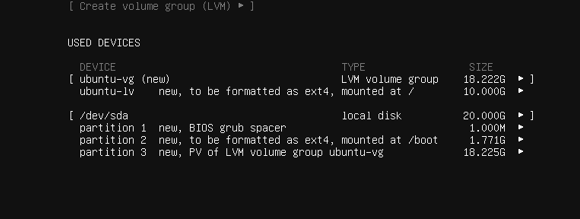 [ Create volume group (LVM) ▸ ]
USED DEVICES
DEVICE TYPE SIZE
[ ubuntu-vg (new) LVM volume group 18.222G ▸ ]
ubuntu-lv new, to be formatted as ext4, mounted at / 10.000G ▸
[ /dev/sda local disk 20.000G ▸ ]
partition 1 new, BIOS grub spacer 1.000M ▸
partition 2 new, to be formatted as ext4, mounted at /boot 1.771G ▸
partition 3 new, PV of LVM volume group ubuntu-vg 18.225G ▸